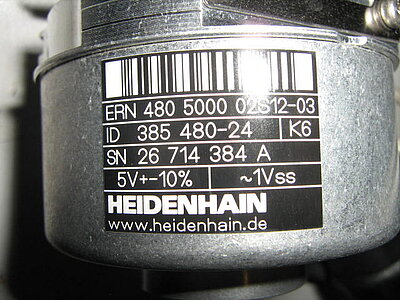 ERN 480 5000 02S12-03
ID 385 480-24 K6
SN 26 714 384 A
5V+-10% ~1Vss
HEIDENHAIN
www.heidenhain.de